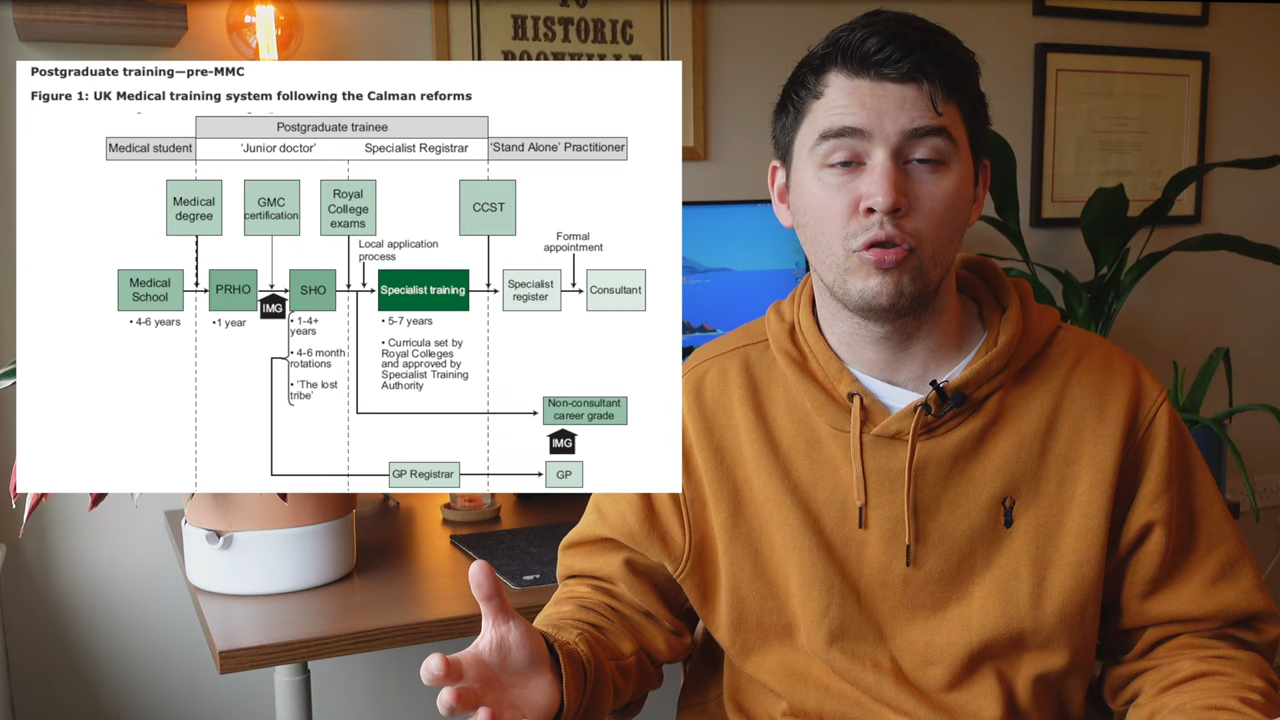 TO
HISTORIC
BOONVILLE
Postgraduate training—pre-MMC
Figure 1: UK Medical training system following the Calman reforms
Postgraduate trainee
Medical student
'Junior doctor'
Specialist Registrar
'Stand Alone' Practitioner
Medical
degree
GMC
certification
Royal
College
exams
CCST
Local application
process
Formal
appointment
Medical
School
PRHO
IMG
SHO
Specialist training
Specialist
register
Consultant
• 4-6 years
•1 year
• 1-4+
years
• 4-6 month
rotations
• 'The lost
tribe'
• 5-7 years
• Curricula set by
Royal Colleges
and approved by
Specialist Training
Authority
Non-consultant
career grade
IMG
GP Registrar
GP